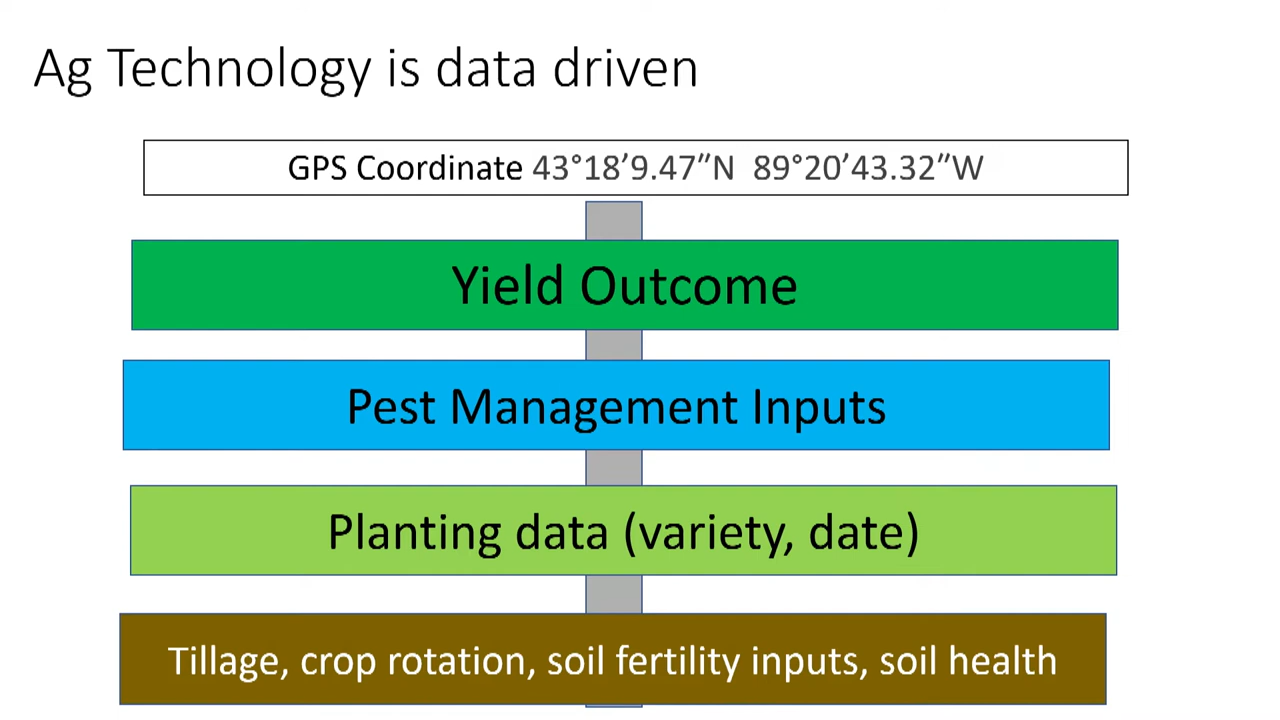 Ag Technology is data driven
GPS Coordinate 43°18’9.47”N 89°20’43.32”W
Yield Outcome
Pest Management Inputs
Planting data (variety, date)
Tillage, crop rotation, soil fertility inputs, soil health